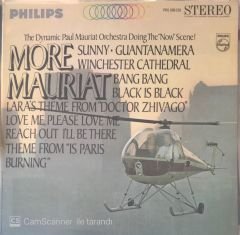 PHILIPS
STEREO
The Dynamic Paul Mauriat Orchestra Doing The "Now" Scene!
MORE
MAURIAT
SUNNY · GUANTANAMERA
WINCHESTER CATHEDRAL
BANG BANG
BLACK IS BLACK
LARA'S THEME FROM "DOCTOR ZHIVAGO"
LOVE ME PLEASE LOVE ME
REACH OUT I'LL BE THERE
THEME FROM "IS PARIS
BURNING"
PHILIPS
CS CamScanner ile tarandı